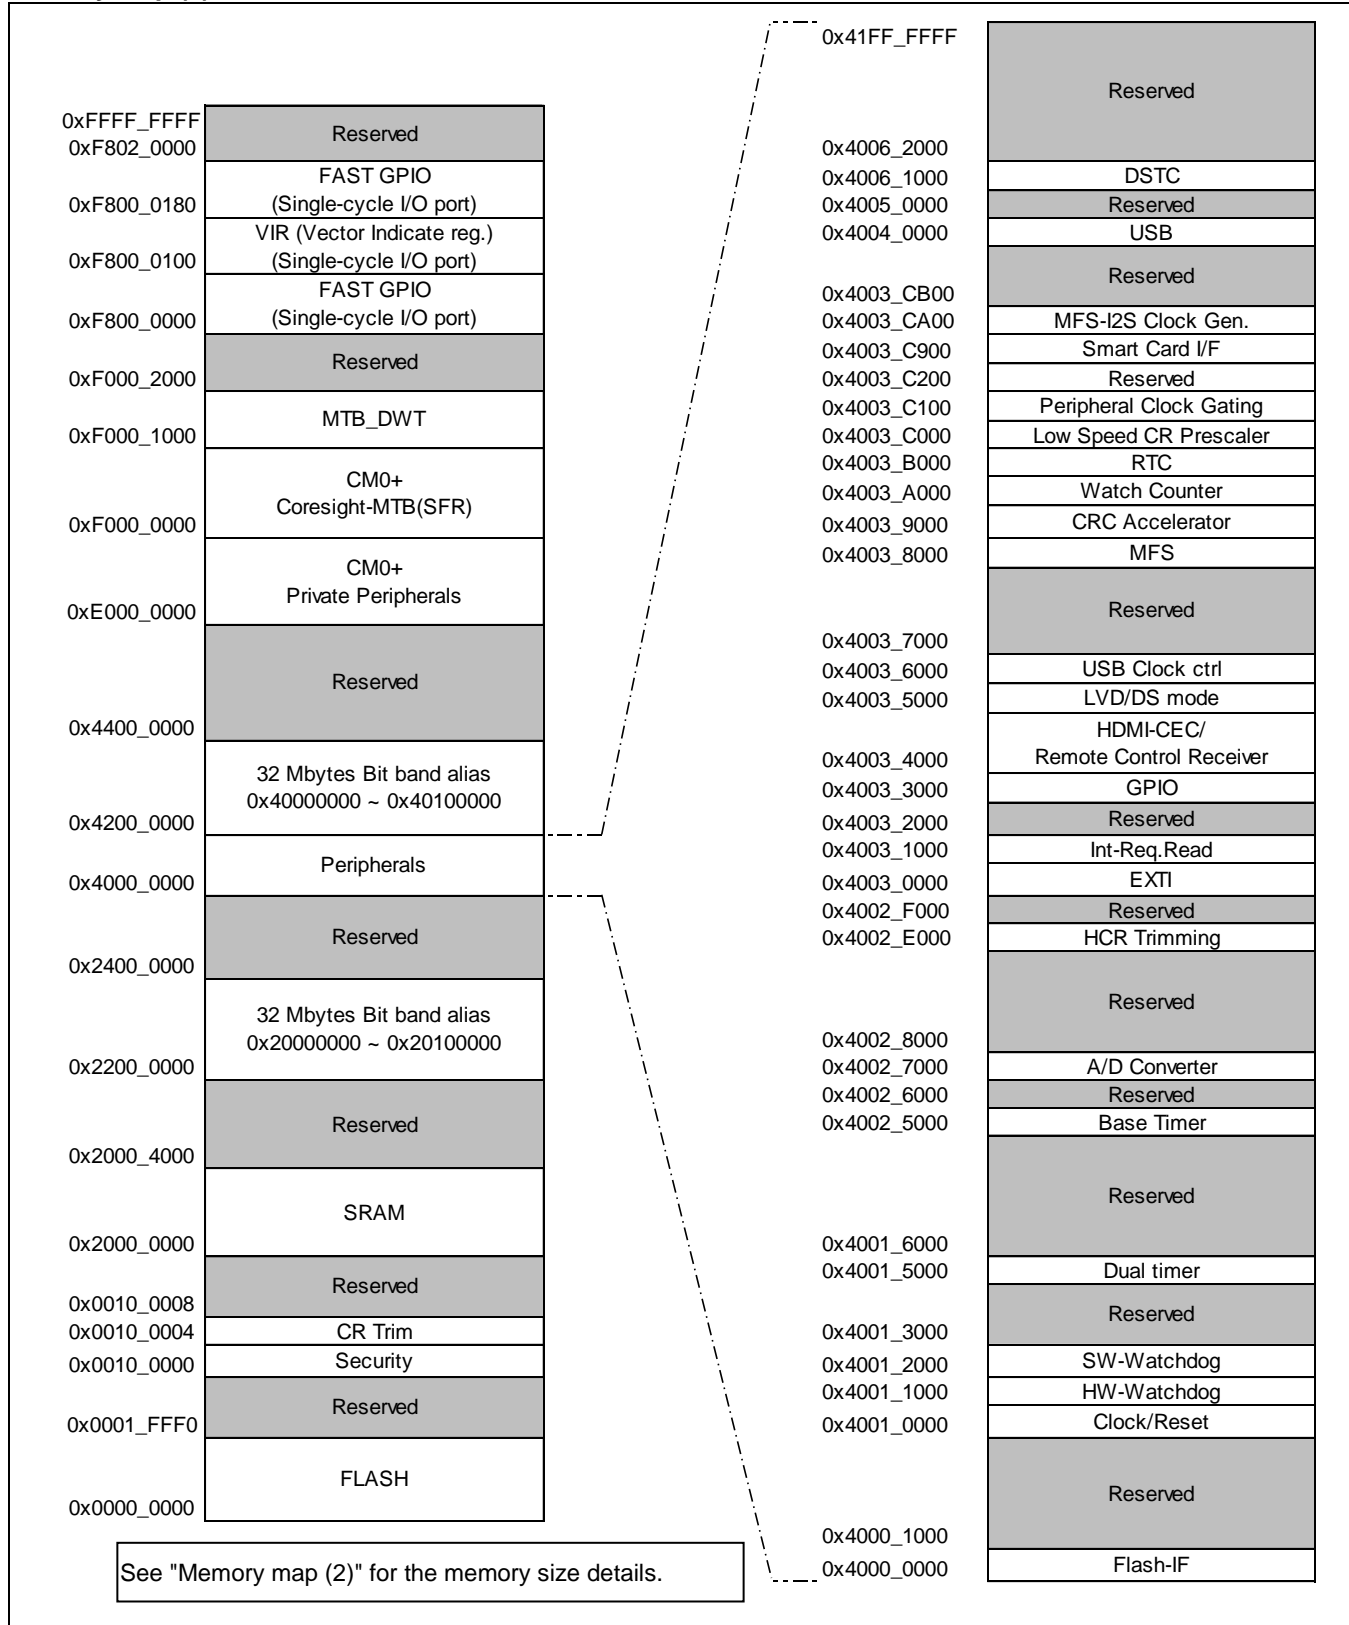 0xFFFF_FFFF
Reserved
0xF802_0000
FAST GPIO
(Single-cycle I/O port)
0xF800_0180
VIR (Vector Indicate reg.)
(Single-cycle I/O port)
0xF800_0100
FAST GPIO
(Single-cycle I/O port)
0xF800_0000
Reserved
0xF000_2000
MTB_DWT
0xF000_1000
CM0+
Coresight-MTB(SFR)
0xF000_0000
CM0+
Private Peripherals
0xE000_0000
Reserved
0x4400_0000
32 Mbytes Bit band alias
0x40000000 ~ 0x40100000
0x4200_0000
Peripherals
0x4000_0000
Reserved
0x2400_0000
32 Mbytes Bit band alias
0x20000000 ~ 0x20100000
0x2200_0000
Reserved
0x2000_4000
SRAM
0x2000_0000
Reserved
0x0010_0008
0x0010_0004 CR Trim
0x0010_0000 Security
Reserved
0x0001_FFF0
FLASH
0x0000_0000
See "Memory map (2)" for the memory size details.
0x41FF_FFFF
Reserved
0x4006_2000
0x4006_1000 DSTC
0x4005_0000 Reserved
0x4004_0000 USB
Reserved
0x4003_CB00
0x4003_CA00 MFS-I2S Clock Gen.
0x4003_C900 Smart Card I/F
0x4003_C200 Reserved
0x4003_C100 Peripheral Clock Gating
0x4003_C000 Low Speed CR Prescaler
0x4003_B000 RTC
0x4003_A000 Watch Counter
0x4003_9000 CRC Accelerator
0x4003_8000 MFS
Reserved
0x4003_7000
0x4003_6000 USB Clock ctrl
0x4003_5000 LVD/DS mode
HDMI-CEC/
0x4003_4000 Remote Control Receiver
0x4003_3000 GPIO
0x4003_2000 Reserved
0x4003_1000 Int-Req.Read
0x4003_0000 EXTI
0x4002_F000 Reserved
0x4002_E000 HCR Trimming
Reserved
0x4002_8000
0x4002_7000 A/D Converter
0x4002_6000 Reserved
0x4002_5000 Base Timer
Reserved
0x4001_6000
0x4001_5000 Dual timer
Reserved
0x4001_3000
0x4001_2000 SW-Watchdog
0x4001_1000 HW-Watchdog
0x4001_0000 Clock/Reset
Reserved
0x4000_1000
0x4000_0000 Flash-IF